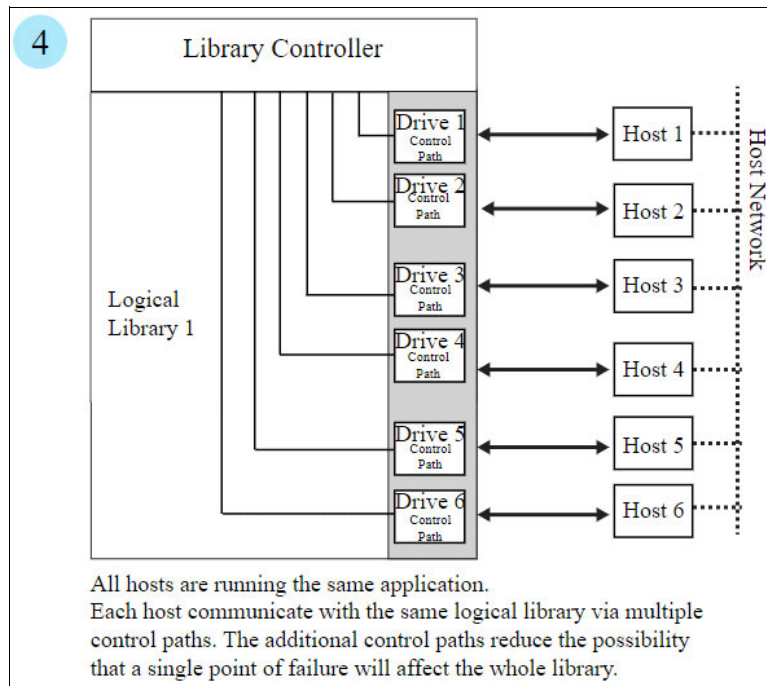 4
Library Controller
Drive 1
Control
Path
Host 1
Drive 2
Control
Path
Host 2
Drive 3
Control
Path
Host 3
Logical
Library 1
Drive 4
Control
Path
Host 4
Drive 5
Control
Path
Host 5
Drive 6
Control
Path
Host 6
Host Network
All hosts are running the same application.
Each host communicate with the same logical library via multiple
control paths. The additional control paths reduce the possibility
that a single point of failure will affect the whole library.